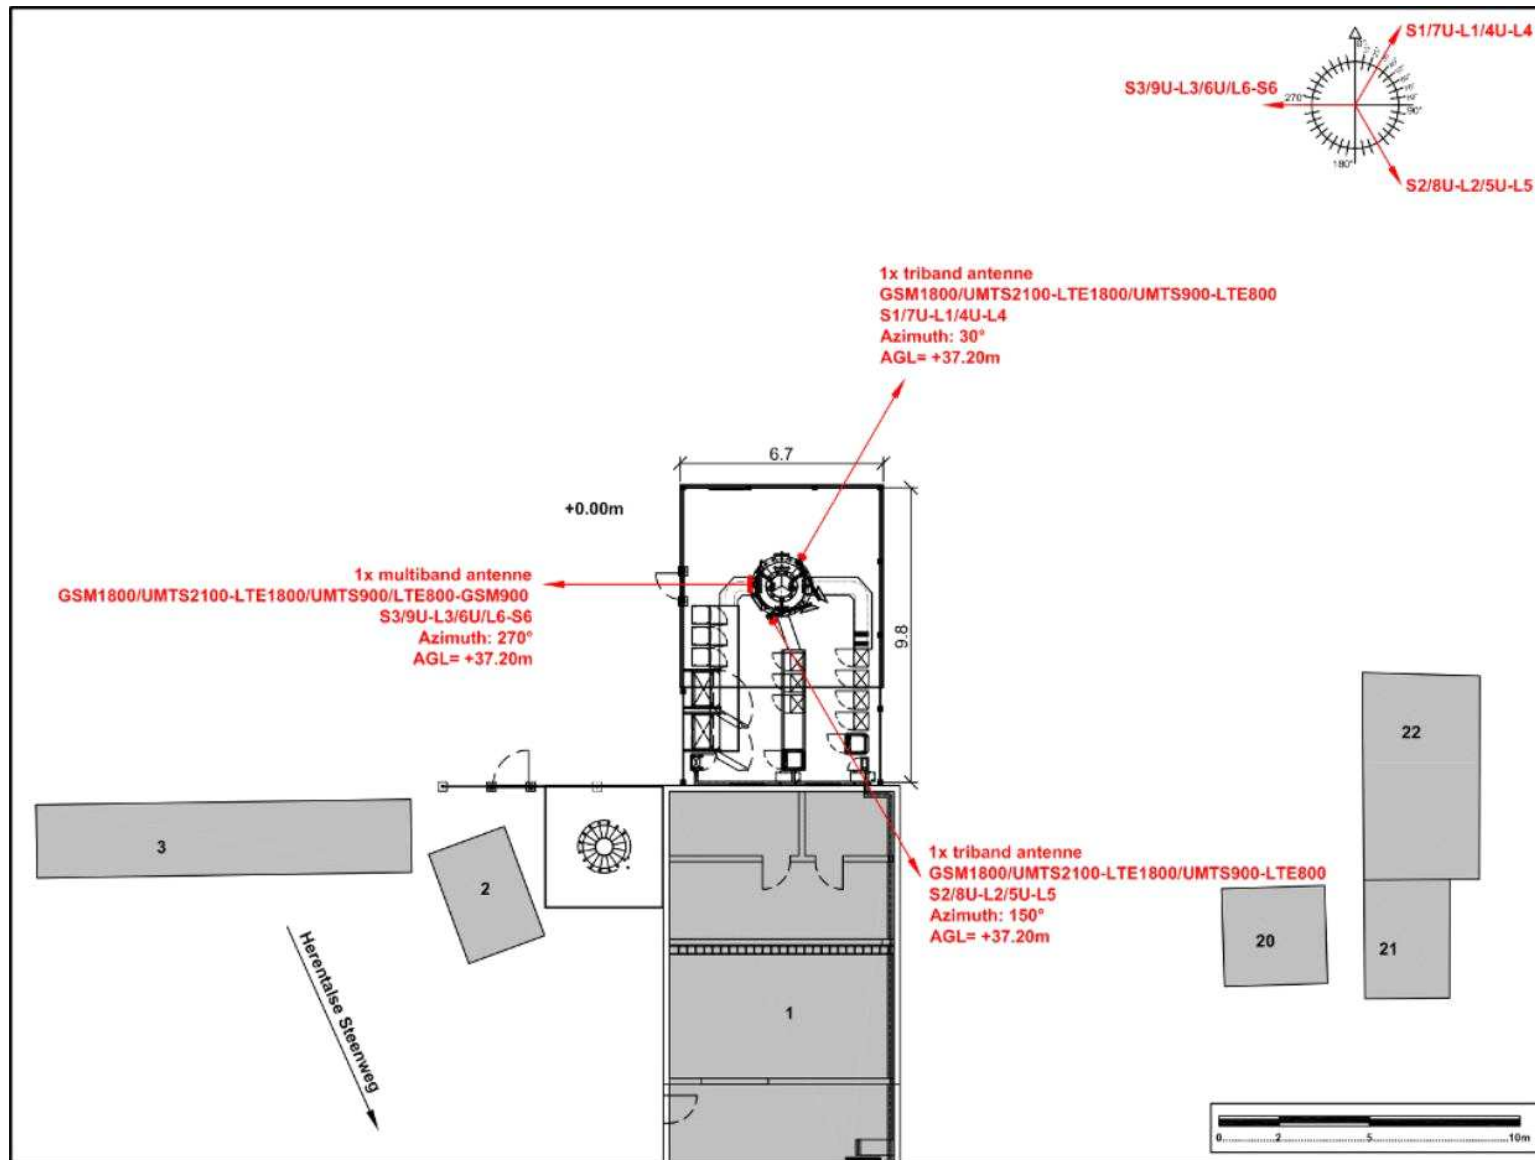 S1/7U-L1/4U-L4
S3/9U-L3/6U/L6-S6
270°
90°
180°
S2/8U-L2/5U-L5
1x triband antenne
GSM1800/UMTS2100-LTE1800/UMTS900-LTE800
S1/7U-L1/4U-L4
Azimuth: 30°
AGL= +37.20m
6.7
+0.00m
9.8
1x multiband antenne
GSM1800/UMTS2100-LTE1800/UMTS900/LTE800-GSM900
S3/9U-L3/6U/L6-S6
Azimuth: 270°
AGL= +37.20m
22
3
2
1x triband antenne
GSM1800/UMTS2100-LTE1800/UMTS900-LTE800
S2/8U-L2/5U-L5
Azimuth: 150°
AGL= +37.20m
20
21
1
Herentalse Steenweg
0 2 5 10m